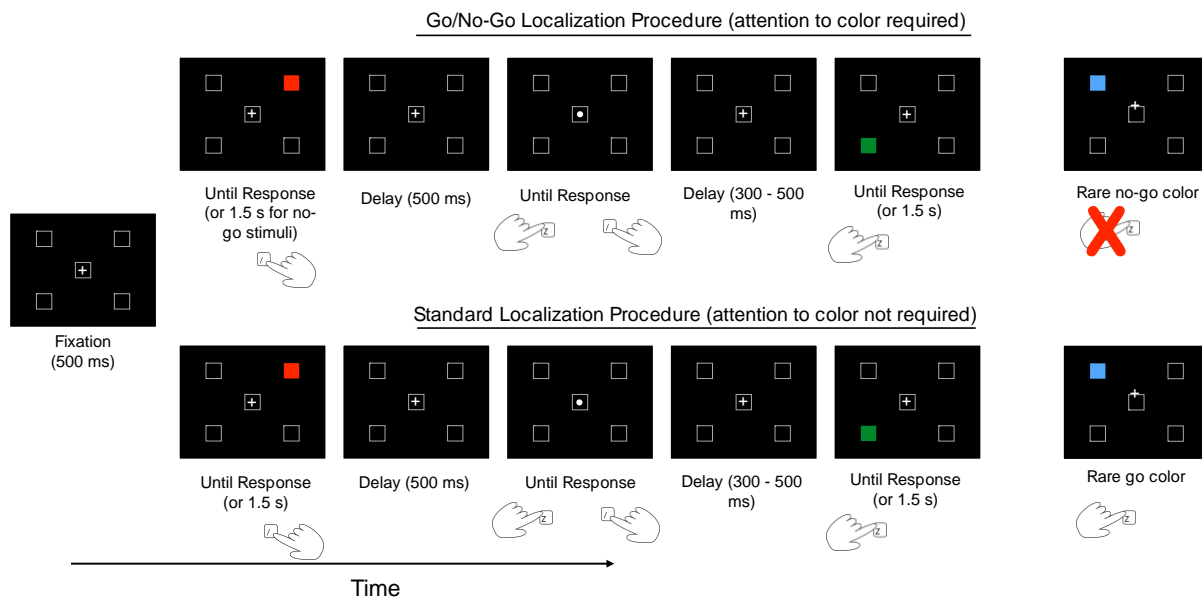 Go/No-Go Localization Procedure (attention to color required)
Until Response
(or 1.5 s for no-
go stimuli)
/
Delay (500 ms)
Until Response
z
/
Delay (300 - 500
ms)
Until Response
(or 1.5 s)
z
Rare no-go color
z
Fixation
(500 ms)
Standard Localization Procedure (attention to color not required)
Until Response
(or 1.5 s)
/
Delay (500 ms)
Until Response
z
/
Delay (300 - 500
ms)
Until Response
(or 1.5 s)
z
Rare go color
z
Time